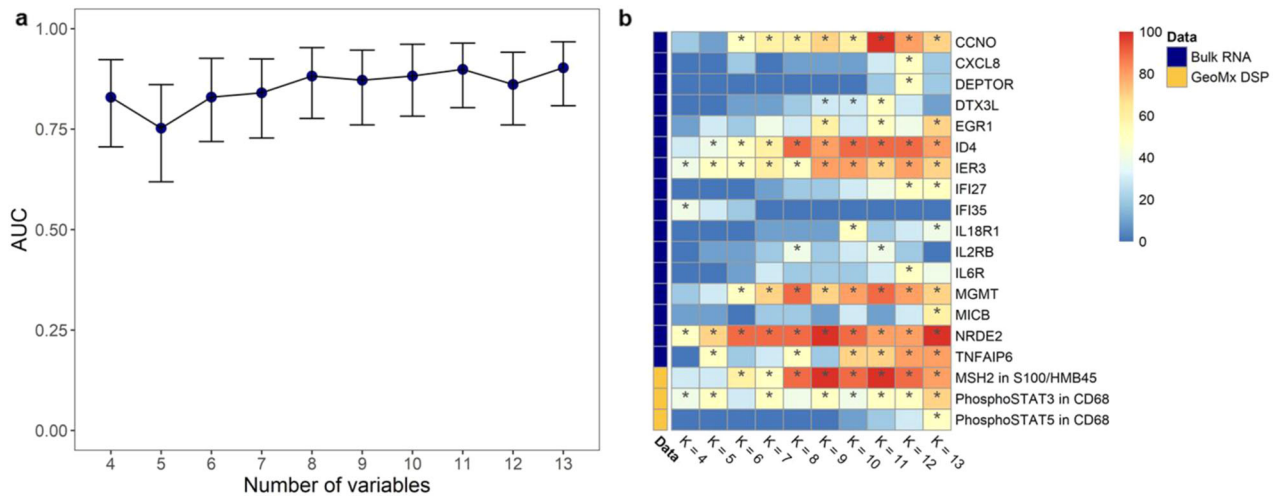 a
1.00
0.75
0.50
0.25
0.00
AUC
4 5 6 7 8 9 10 11 12 13
Number of variables
b
* * * * * * * * CCNO
* CXCL8
* DEPTOR
* * * DTX3L
* * * EGR1
* * * * * * * * * ID4
* * * * * * * * * * IER3
* * IFI27
* IFI35
* * IL18R1
* * IL2RB
* IL6R
* * * * * * * * MGMT
* MICB
* * * * * * * * * * NRDE2
* * * * * * TNFAIP6
* * * * * * * * MSH2 in S100/HMB45
* * * * * * * * PhosphoSTAT3 in CD68
* PhosphoSTAT5 in CD68
Data
K = 4
K = 5
K = 6
K = 7
K = 8
K = 9
K = 10
K = 11
K = 12
K = 13
100
80
60
40
20
0
Data
Bulk RNA
GeoMx DSP